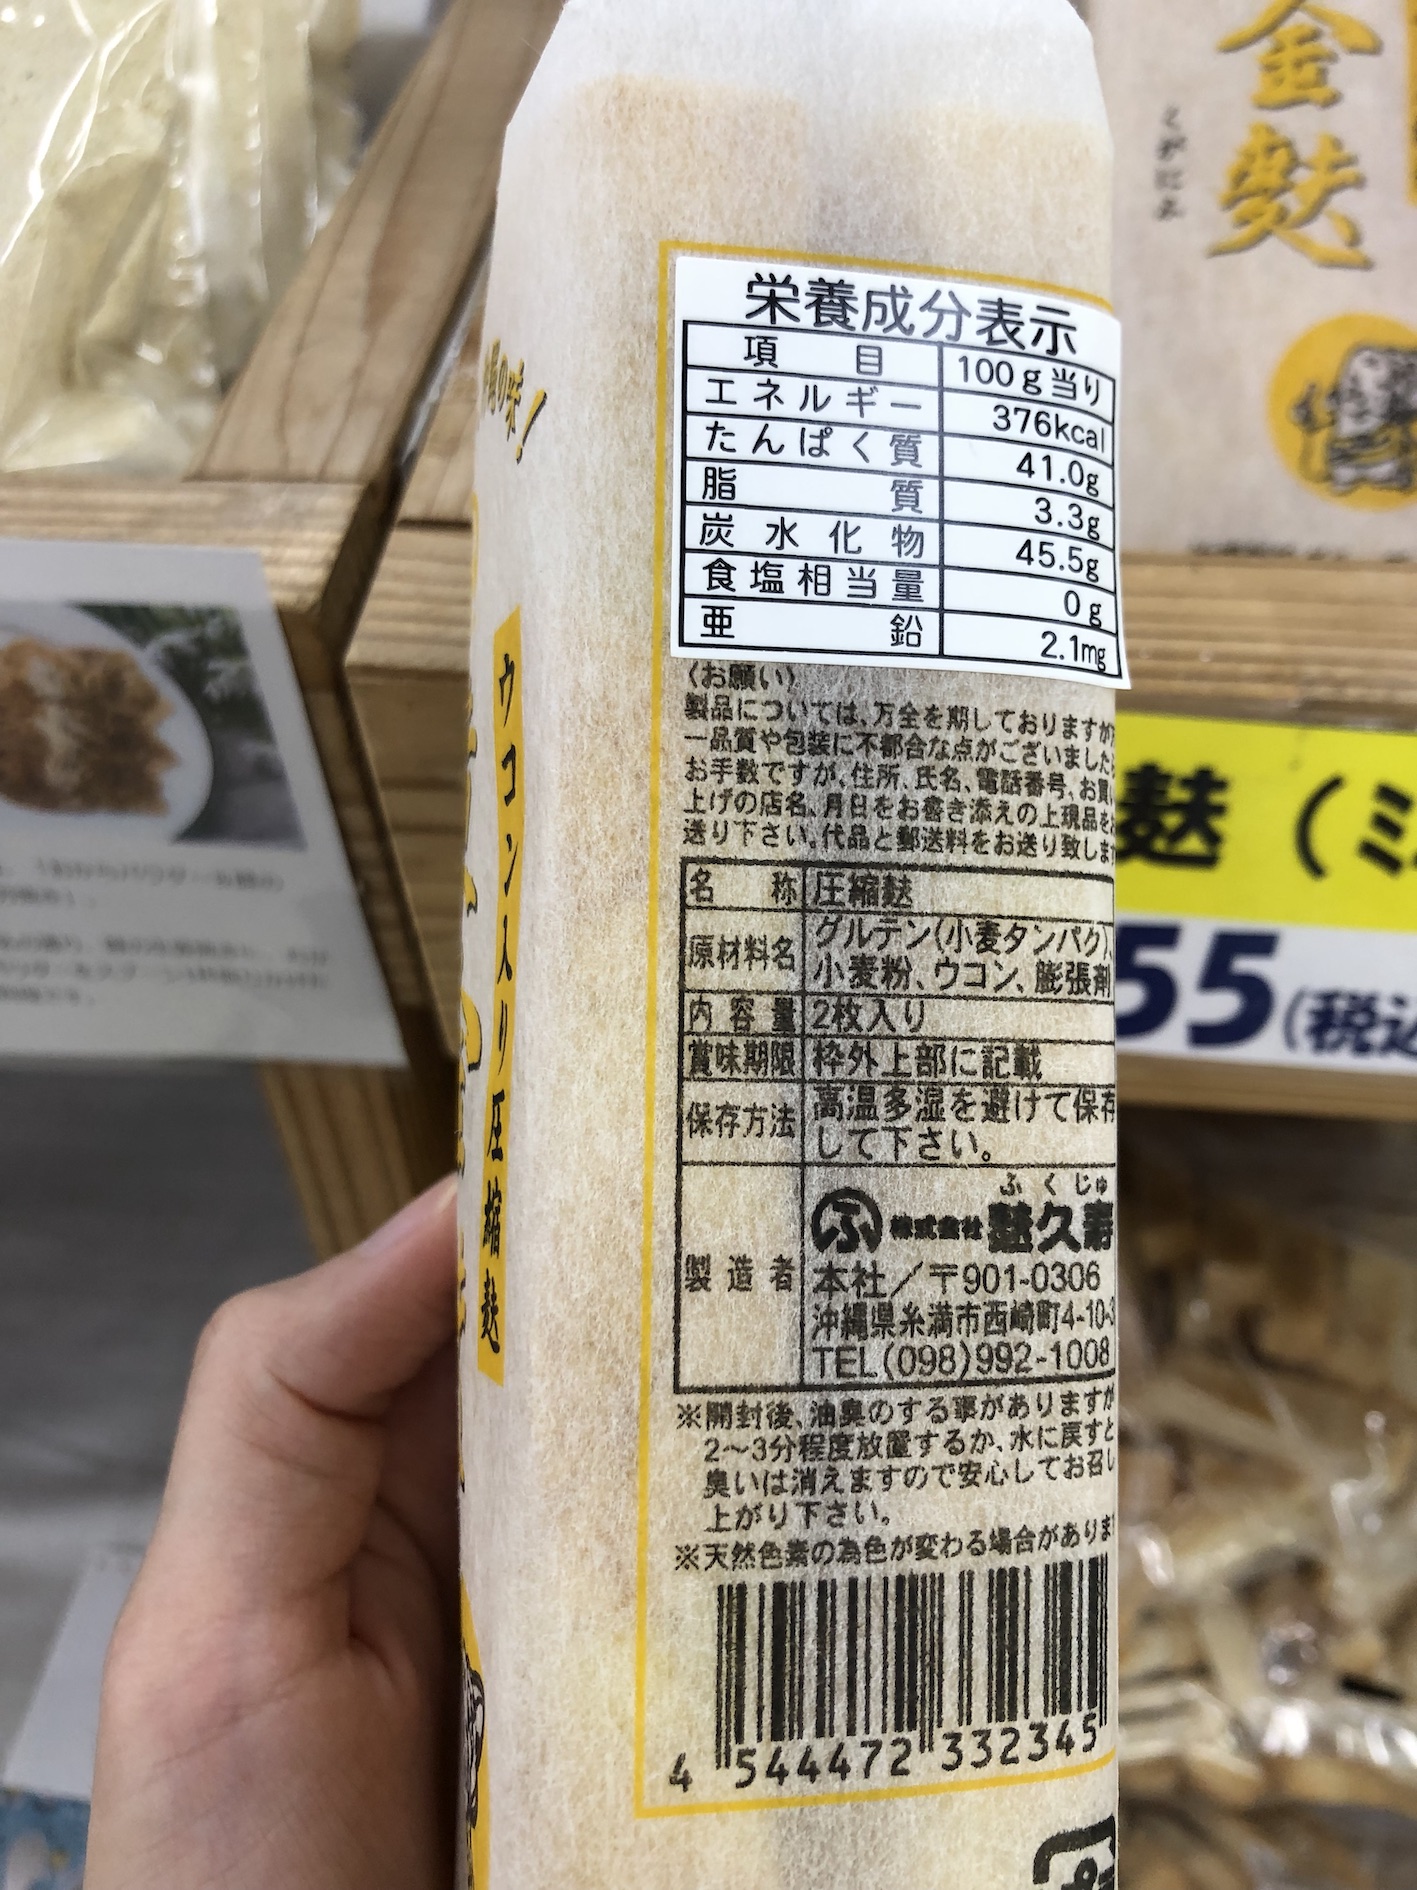 金麩
くがにふ
の味!
栄養成分表示
項目 100g当り
エネルギー 376kcal
たんぱく質 41.0g
脂質 3.3g
炭水化物 45.5g
食塩相当量 0g
亜鉛 2.1mg
〈お願い〉
製品については、万全を期しておりますが
一品質や包装に不都合な点がございました
お手数ですが、住所、氏名、電話番号、お買
上げの店名、月日をお書き添えの上現品を
送り下さい。代品と郵送料をお送り致しま
名称 圧縮麩
原材料名 グルテン(小麦タンパク)、
小麦粉、ウコン、膨張剤
内容量 2枚入り
賞味期限 枠外上部に記載
保存方法 高温多湿を避けて保存
して下さい。
製造者
ふくじゅ
ふ 株式会社 麩久寿
本社/〒901-0306
沖縄県糸満市西崎町4-10-3
TEL(098)992-1008
※開封後、油臭のする事がありますが
2〜3分程度放置するか、水に戻すと
臭いは消えますので安心してお召し
上がり下さい。
※天然色素の為色が変わる場合がありま
4 544472 332345
ウコン入り圧縮麩
麩(ミ
55(税込